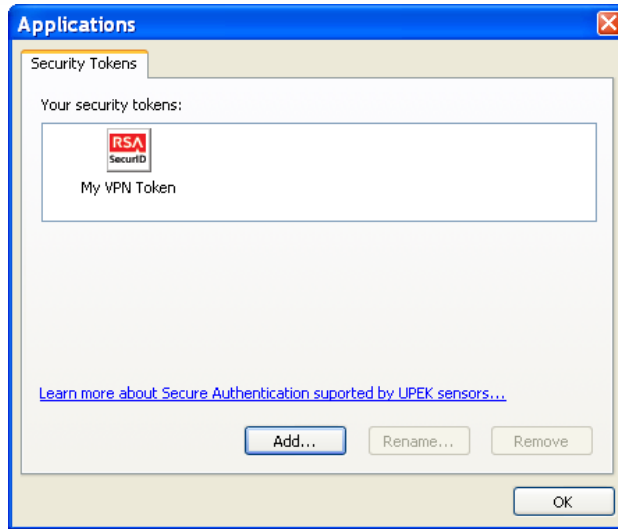 Applications
Security Tokens
Your security tokens:
RSA
SecurID
My VPN Token
Learn more about Secure Authentication suported by UPEK sensors...
Add...
Rename...
Remove
OK